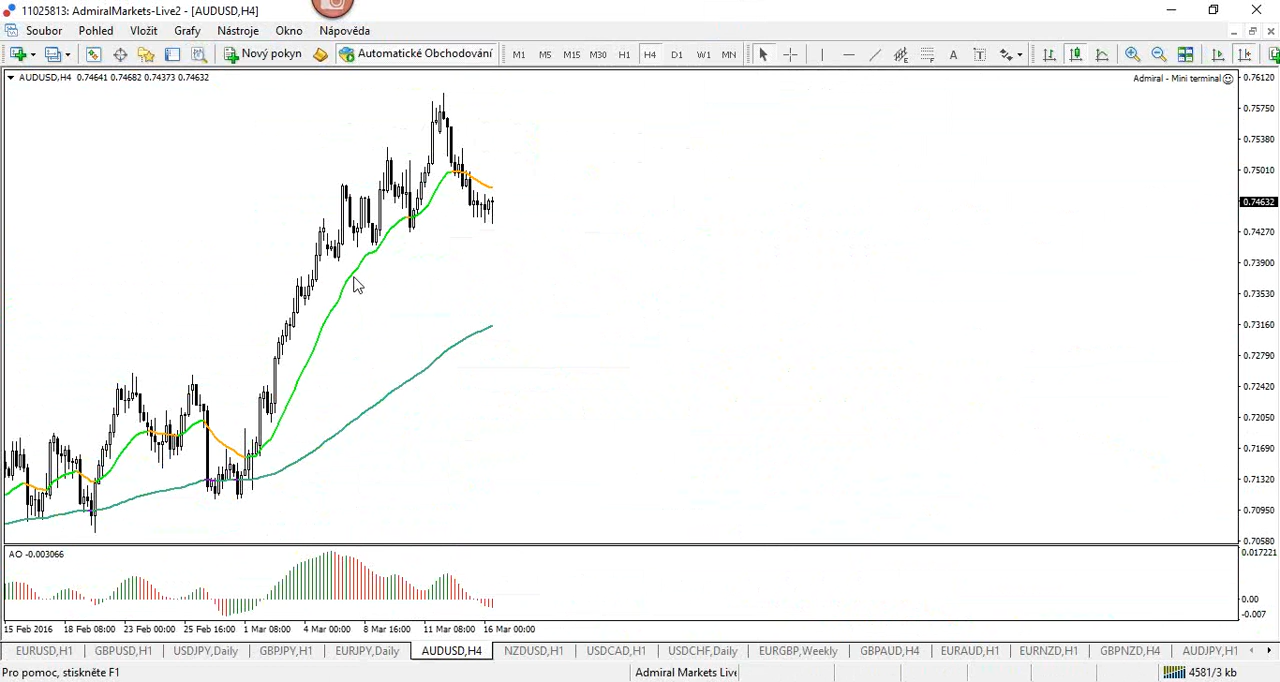 11025813: AdmiralMarkets-Live2 - [AUDUSD,H4]
Soubor Pohled Vložit Grafy Nástroje Okno Nápověda
Nový pokyn Automatické Obchodování M1 M5 M15 M30 H1 H4 D1 W1 MN A T
AUDUSD,H4 0.74641 0.74682 0.74373 0.74632
Admiral - Mini terminal
0.76120
0.75750
0.75380
0.75010
0.74632
0.74270
0.73900
0.73530
0.73160
0.72790
0.72420
0.72050
0.71690
0.71320
0.70950
0.70580
AO -0.003066
0.017221
0.00
-0.007
15 Feb 2016 18 Feb 08:00 23 Feb 00:00 25 Feb 16:00 1 Mar 08:00 4 Mar 00:00 8 Mar 16:00 11 Mar 08:00 16 Mar 00:00
EURUSD,H1 GBPUSD,H1 USDJPY,Daily GBPJPY,H1 EURJPY,Daily AUDUSD,H4 NZDUSD,H1 USDCAD,H1 USDCHF,Daily EURGBP,Weekly GBPAUD,H4 EURAUD,H1 EURNZD,H1 GBPNZD,H4 AUDJPY,H1
Pro pomoc, stiskněte F1 Admiral Markets Live 4581/3 kb